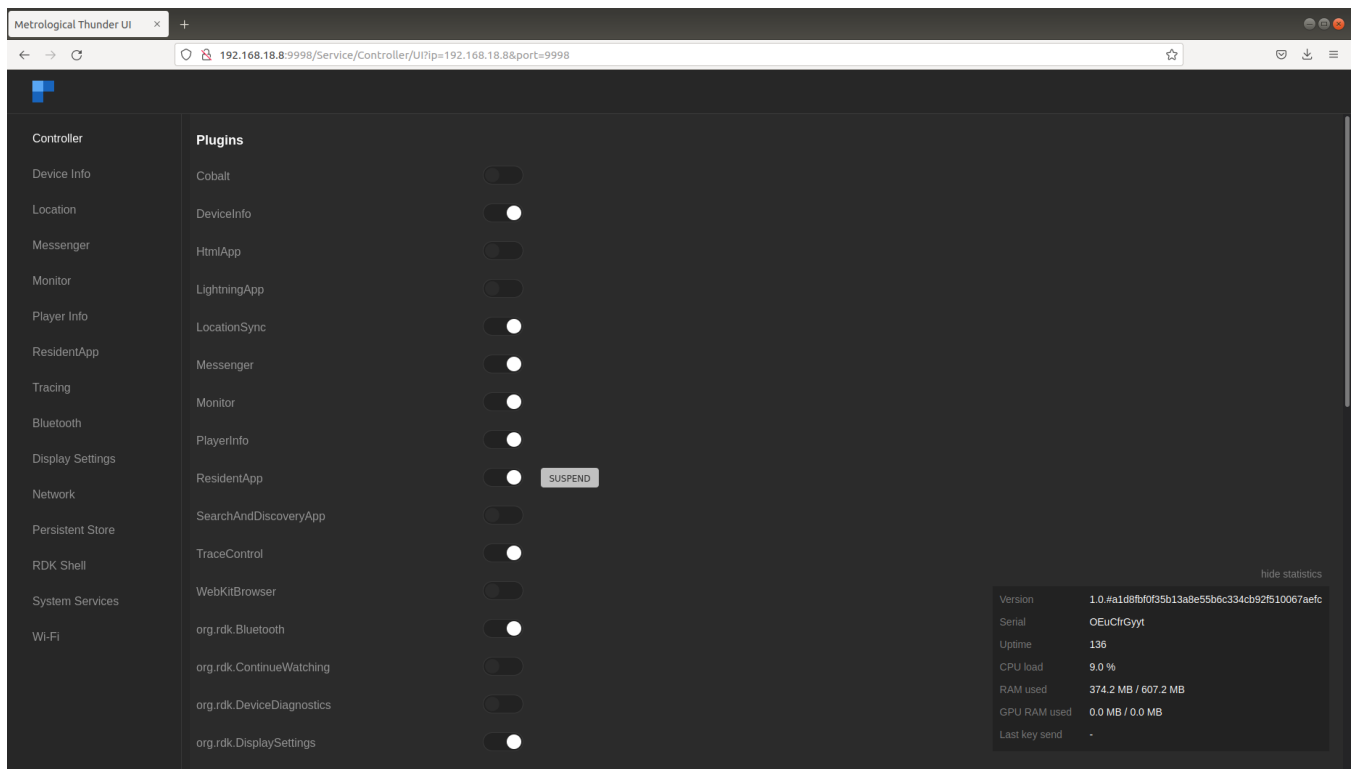 Metrological Thunder UI × +
192.168.18.8:9998/Service/Controller/UI?ip=192.168.18.8&port=9998
Controller
Device Info
Location
Messenger
Monitor
Player Info
ResidentApp
Tracing
Bluetooth
Display Settings
Network
Persistent Store
RDK Shell
System Services
Wi-Fi
Plugins
Cobalt
DeviceInfo
HtmlApp
LightningApp
LocationSync
Messenger
Monitor
PlayerInfo
ResidentApp SUSPEND
SearchAndDiscoveryApp
TraceControl
WebKitBrowser
org.rdk.Bluetooth
org.rdk.ContinueWatching
org.rdk.DeviceDiagnostics
org.rdk.DisplaySettings
hide statistics
Version 1.0.#a1d8fbf0f35b13a8e55b6c334cb92f510067aefc
Serial OEuCfrGyyt
Uptime 136
CPU load 9.0 %
RAM used 374.2 MB / 607.2 MB
GPU RAM used 0.0 MB / 0.0 MB
Last key send -